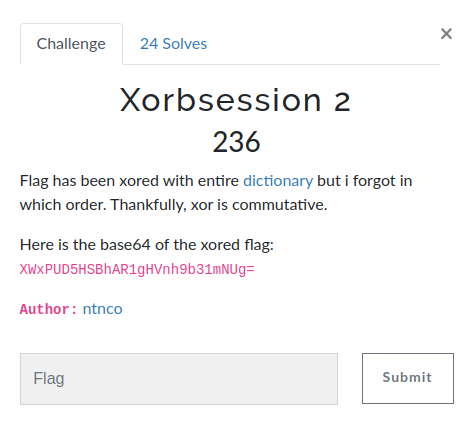 Challenge
24 Solves
×
Xorbsession 2
236
Flag has been xored with entire dictionary but i forgot in
which order. Thankfully, xor is commutative.
Here is the base64 of the xored flag:
XWxPUD5HSBhAR1gHVnh9b31mNUg=
Author: ntnco
Flag
Submit